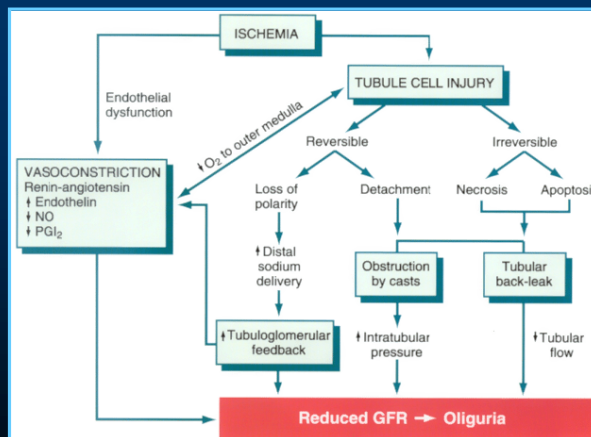 ISCHEMIA
Endothelial
dysfunction
TUBULE CELL INJURY
↓O₂ to outer medulla
Reversible
Irreversible
VASOCONSTRICTION
Renin-angiotensin
↑ Endothelin
↓ NO
↓ PGI₂
Loss of
polarity
Detachment
Necrosis
Apoptosi
↑Distal
sodium
delivery
Obstruction
by casts
Tubular
back-leak
↑Tubuloglomerular
feedback
↑Intratubular
pressure
↓Tubular
flow
Reduced GFR → Oliguria